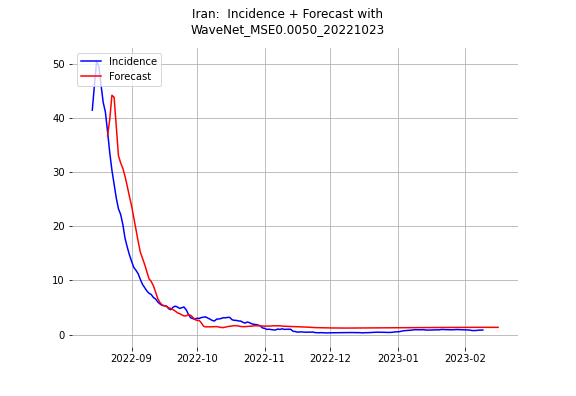 Iran:  Incidence + Forecast with
WaveNet_MSE0.0050_20221023
Incidence
Forecast
50
40
30
20
10
0
2022-09 2022-10 2022-11 2022-12 2023-01 2023-02